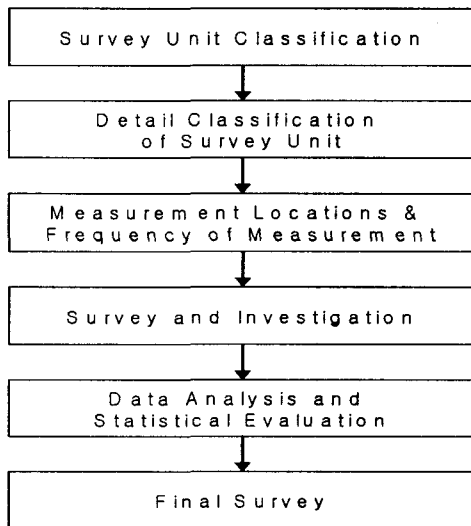 Survey Unit Classification
Detail Classification
of Survey Unit
Measurement Locations &
Frequency of Measurement
Survey and Investigation
Data Analysis and
Statistical Evaluation
Final Survey